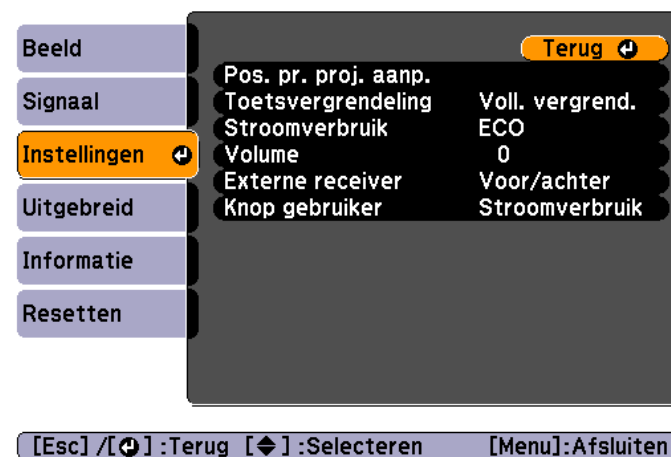 Beeld
Signaal
Instellingen
Uitgebreid
Informatie
Resetten
Terug
Pos. pr. proj. aanp.
Toetsvergrendeling Voll. vergrend.
Stroomverbruik ECO
Volume 0
Externe receiver Voor/achter
Knop gebruiker Stroomverbruik
[Esc] /[ ] :Terug [ ] :Selecteren [Menu]:Afsluiten